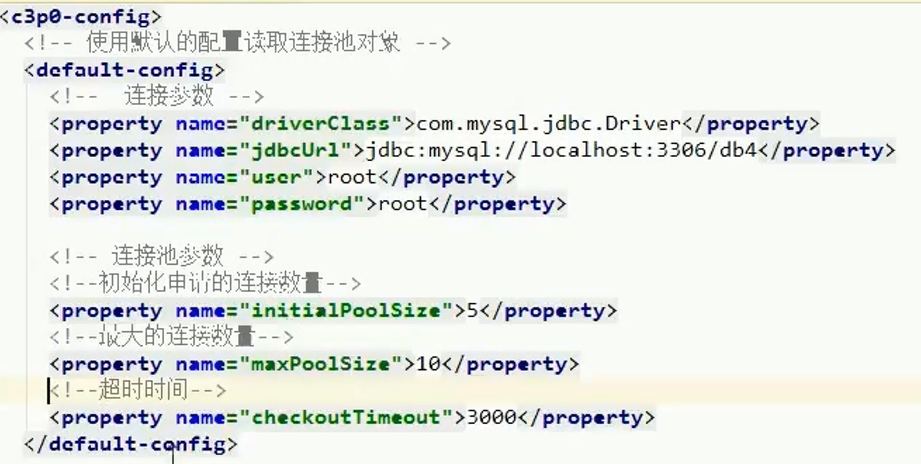 <c3p0-config>
<!-- 使用默认的配置读取连接池对象 -->
<default-config>
<!--  连接参数 -->
<property name="driverClass">com.mysql.jdbc.Driver</property>
<property name="jdbcUrl">jdbc:mysql://localhost:3306/db4</property>
<property name="user">root</property>
<property name="password">root</property>
<!-- 连接池参数 -->
<!--初始化申请的连接数量-->
<property name="initialPoolSize">5</property>
<!--最大的连接数量-->
<property name="maxPoolSize">10</property>
<!--超时时间-->
<property name="checkoutTimeout">3000</property>
</default-config>